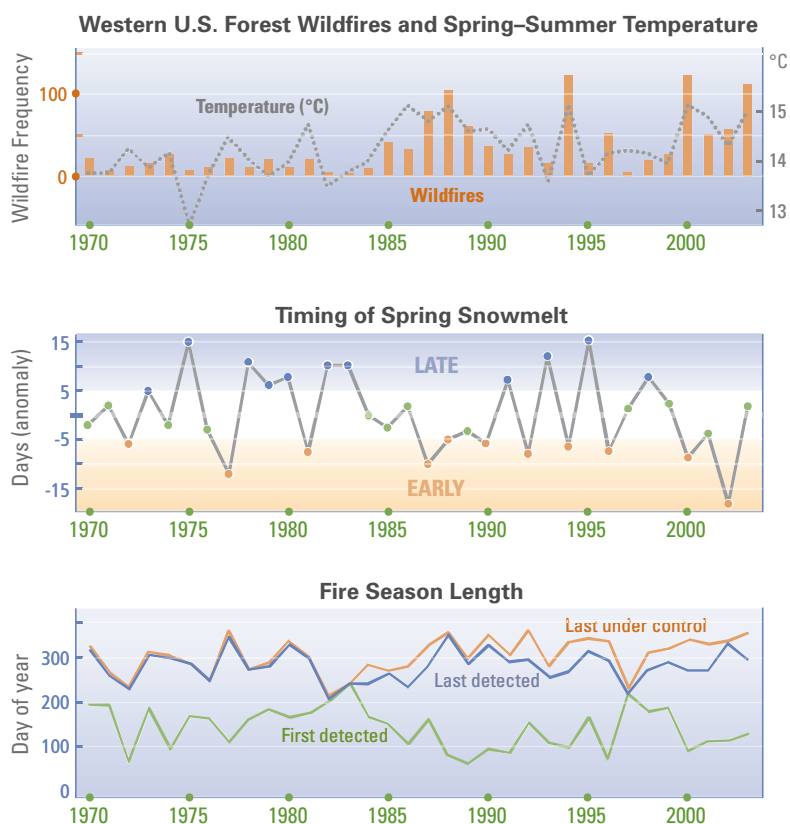 Western U.S. Forest Wildfires and Spring–Summer Temperature
Wildfire Frequency
°C
100
Temperature (°C)
15
14
0
Wildfires
13
1970 1975 1980 1985 1990 1995 2000
Timing of Spring Snowmelt
Days (anomaly)
15
LATE
5
-5
EARLY
-15
1970 1975 1980 1985 1990 1995 2000
Fire Season Length
Day of year
Last under control
300
Last detected
200
First detected
100
0
1970 1975 1980 1985 1990 1995 2000